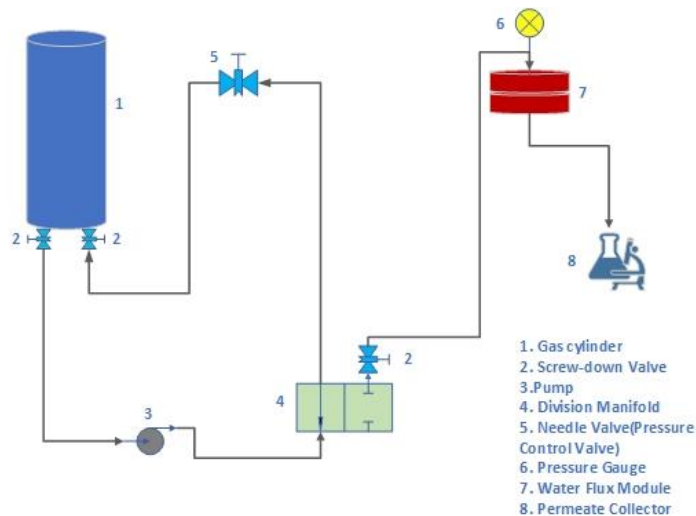 6
5
1
7
2
2
8
2
3
4
1. Gas cylinder
2. Screw-down Valve
3.Pump
4. Division Manifold
5. Needle Valve(Pressure
Control Valve)
6. Pressure Gauge
7. Water Flux Module
8. Permeate Collector